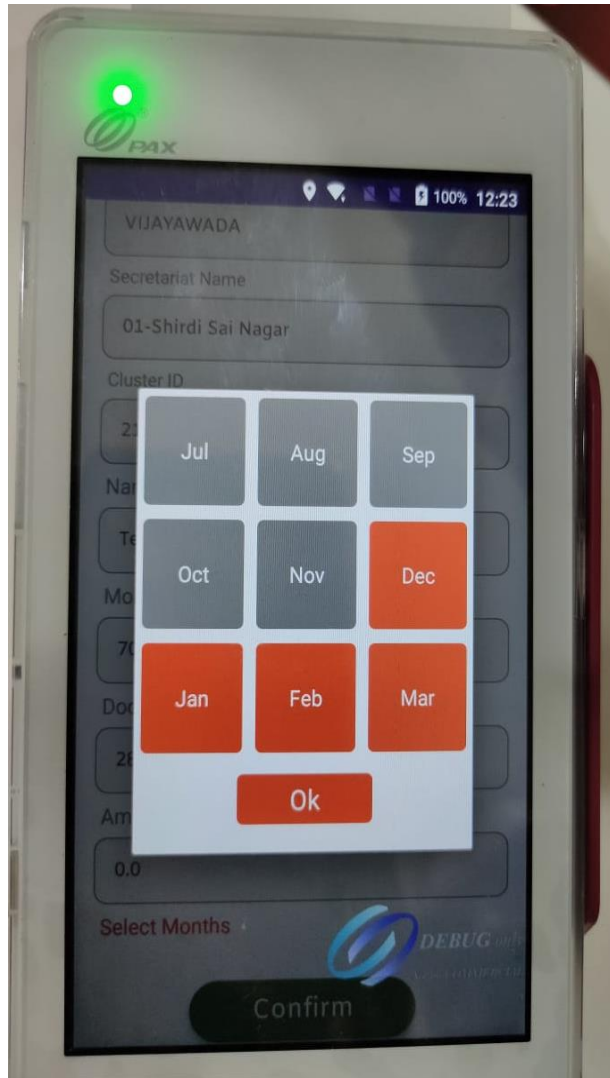 PAX
100% 12:23
VIJAYAWADA
Secretariat Name
01-Shirdi Sai Nagar
Cluster ID
Jul Aug Sep
Oct Nov Dec
Jan Feb Mar
Ok
0.0
Select Months
DEBUG only
Confirm